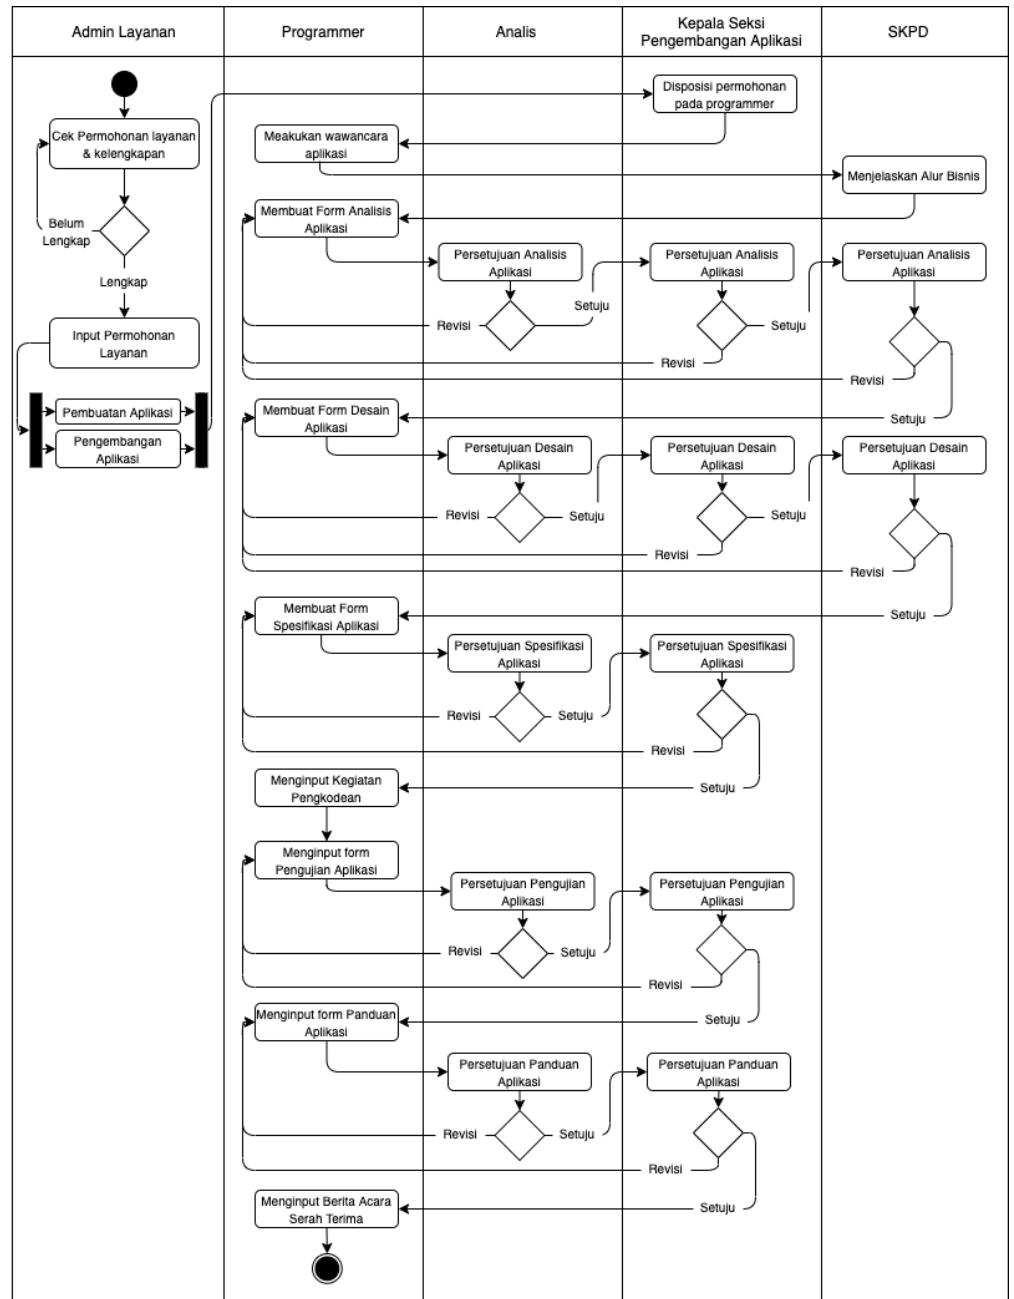 Admin Layanan
Programmer
Analis
Kepala Seksi
Pengembangan Aplikasi
SKPD
Disposisi permohonan
pada programmer
Cek Permohonan layanan
& kelengkapan
Meakukan wawancara
aplikasi
Menjelaskan Alur Bisnis
Membuat Form Analisis
Aplikasi
Belum
Lengkap
Persetujuan Analisis
Aplikasi
Persetujuan Analisis
Aplikasi
Persetujuan Analisis
Aplikasi
Lengkap
Setuju
Revisi
Setuju
Input Permohonan
Layanan
Revisi
Revisi
Pembuatan Aplikasi
Membuat Form Desain
Aplikasi
Setuju
Pengembangan
Aplikasi
Persetujuan Desain
Aplikasi
Persetujuan Desain
Aplikasi
Persetujuan Desain
Aplikasi
Revisi
Setuju
Setuju
Revisi
Revisi
Membuat Form
Spesifikasi Aplikasi
Setuju
Persetujuan Spesifikasi
Aplikasi
Persetujuan Spesifikasi
Aplikasi
Revisi
Setuju
Revisi
Menginput Kegiatan
Pengkodean
Setuju
Menginput form
Pengujian Aplikasi
Persetujuan Pengujian
Aplikasi
Persetujuan Pengujian
Aplikasi
Revisi
Setuju
Revisi
Menginput form Panduan
Aplikasi
Setuju
Persetujuan Panduan
Aplikasi
Persetujuan Panduan
Aplikasi
Revisi
Setuju
Revisi
Menginput Berita Acara
Serah Terima
Setuju